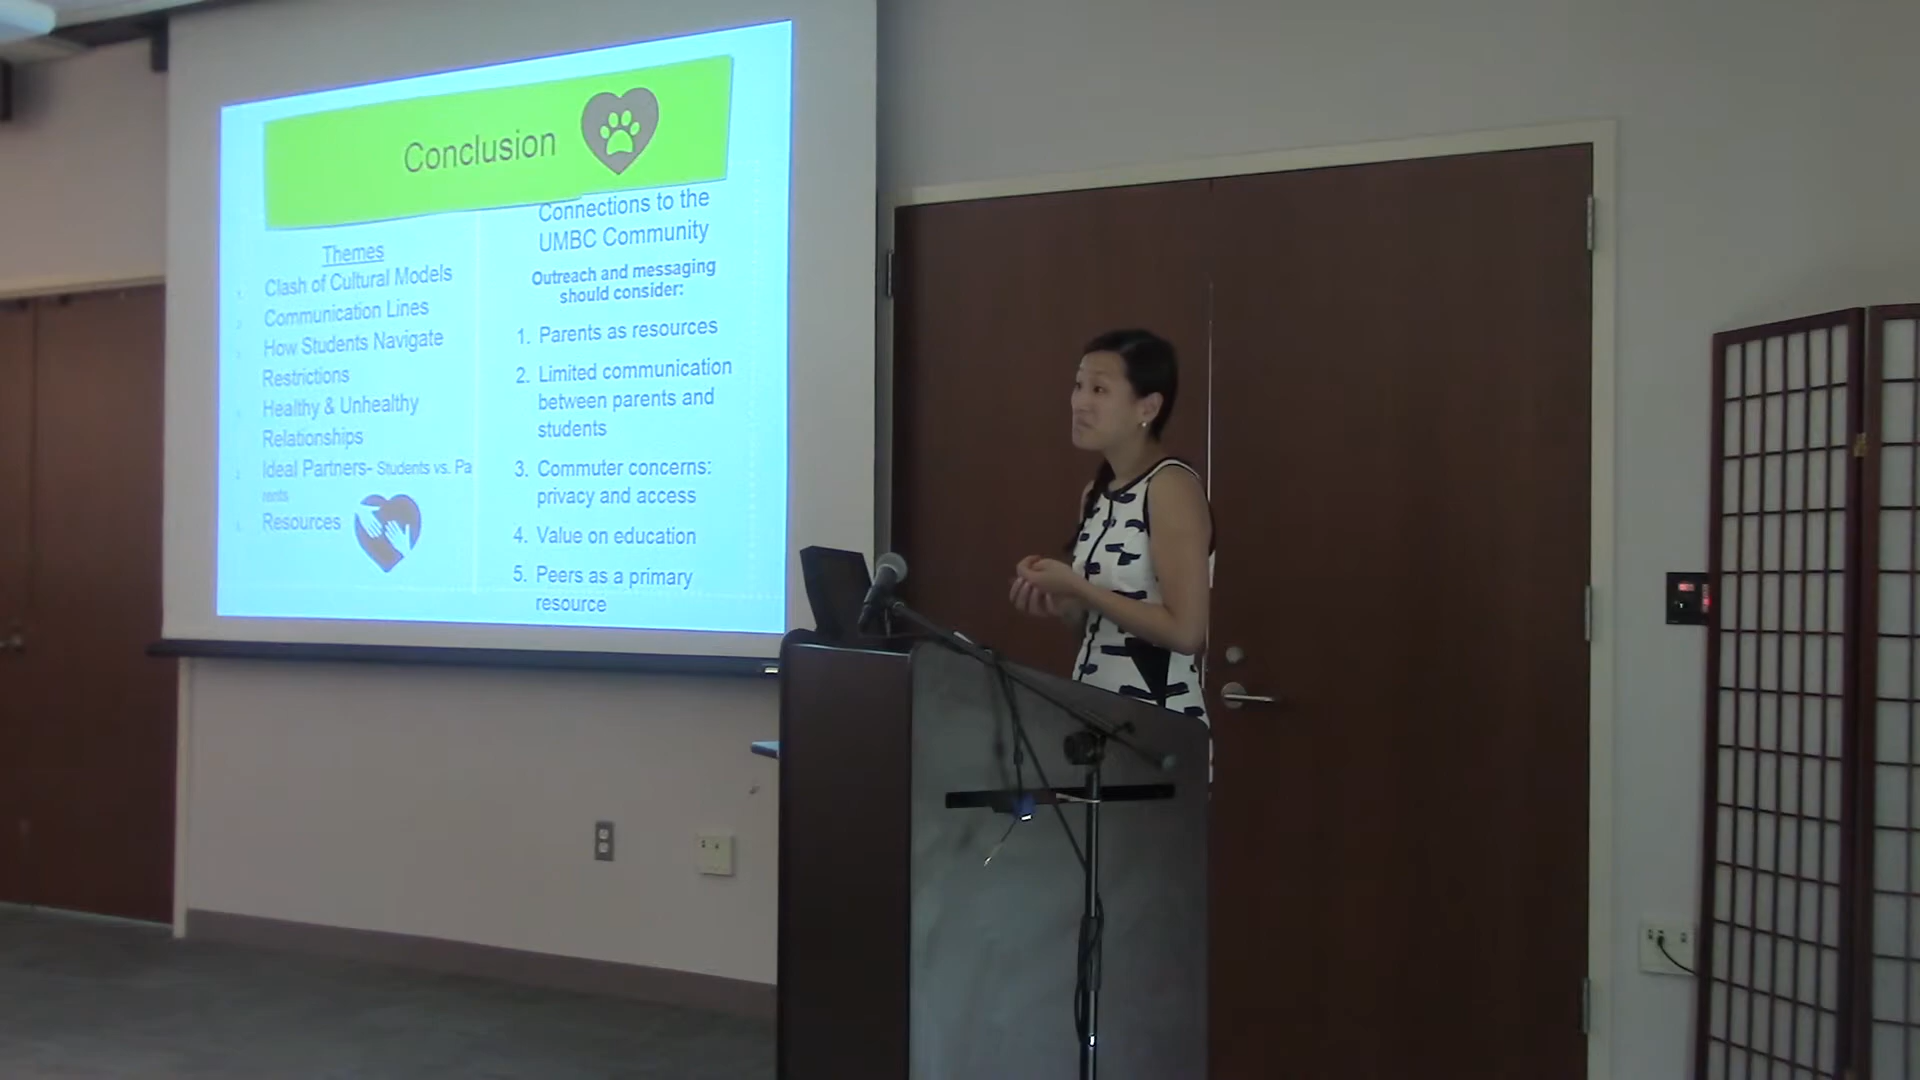 Conclusion
Themes
1. Clash of Cultural Models
2. Communication Lines
3. How Students Navigate
Restrictions
Healthy & Unhealthy
Relationships
Ideal Partners- Students vs. Pa
rents
Resources
Connections to the
UMBC Community
Outreach and messaging
should consider:
1. Parents as resources
2. Limited communication
between parents and
students
3. Commuter concerns:
privacy and access
4. Value on education
5. Peers as a primary
resource